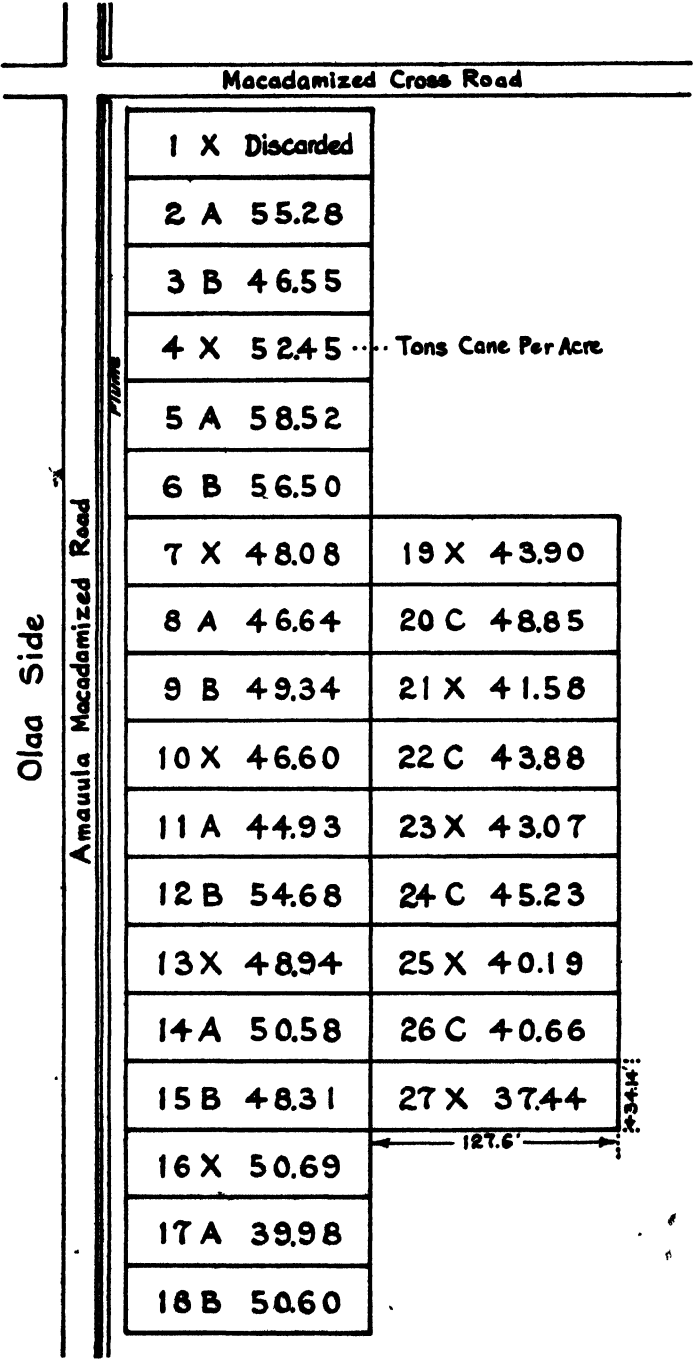 Macadamized Cross Road
1 X Discarded
2 A 55.28
3 B 46.55
4 X 52.45 .... Tons Cane Per Acre
5 A 58.52
6 B 56.50
7 X 48.08
8 A 46.64
9 B 49.34
10 X 46.60
11 A 44.93
12 B 54.68
13 X 48.94
14 A 50.58
15 B 48.31
16 X 50.69
17 A 39.98
18 B 50.60
19 X 43.90
20 C 48.85
21 X 41.58
22 C 43.88
23 X 43.07
24 C 45.23
25 X 40.19
26 C 40.66
27 X 37.44
34.14'
127.6'
Flume
Amauula Macadamized Road
Olaa Side